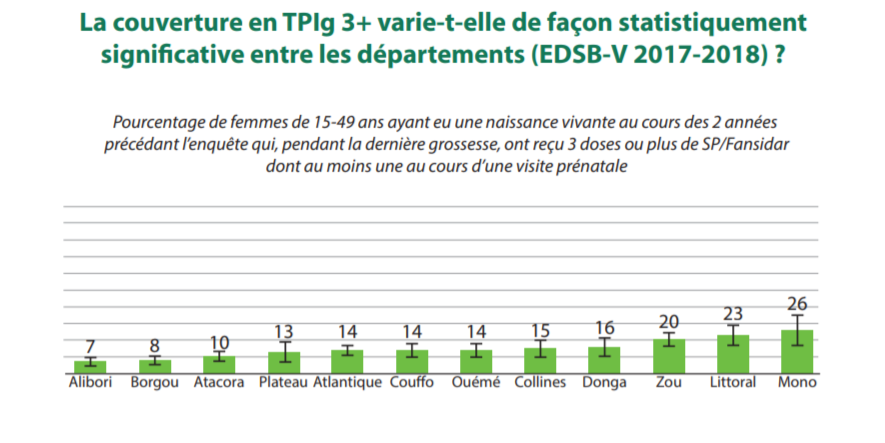 La couverture en TPIg 3+ varie-t-elle de façon statistiquement
significative entre les départements (EDSB-V 2017-2018) ?
Pourcentage de femmes de 15-49 ans ayant eu une naissance vivante au cours des 2 années
précédant l’enquête qui, pendant la dernière grossesse, ont reçu 3 doses ou plus de SP/Fansidar
dont au moins une au cours d’une visite prénatale
7 8 10 13 14 14 14 15 16 20 23 26
Alibori Borgou Atacora Plateau Atlantique Couffo Ouémé Collines Donga Zou Littoral Mono